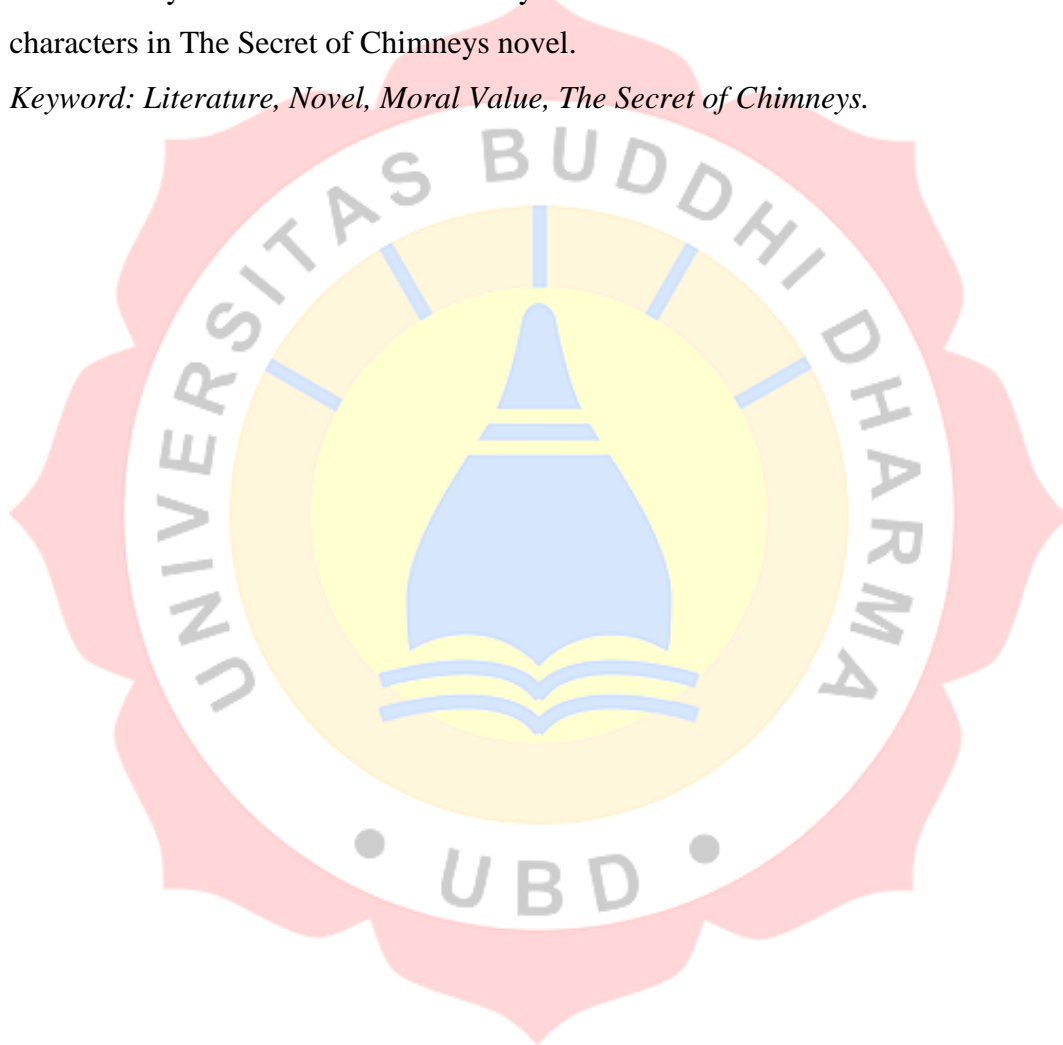 characters in The Secret of Chimneys novel.
Keyword: Literature, Novel, Moral Value, The Secret of Chimneys.
UNIVERSITAS BUDDHI DHARMA
• UBD •